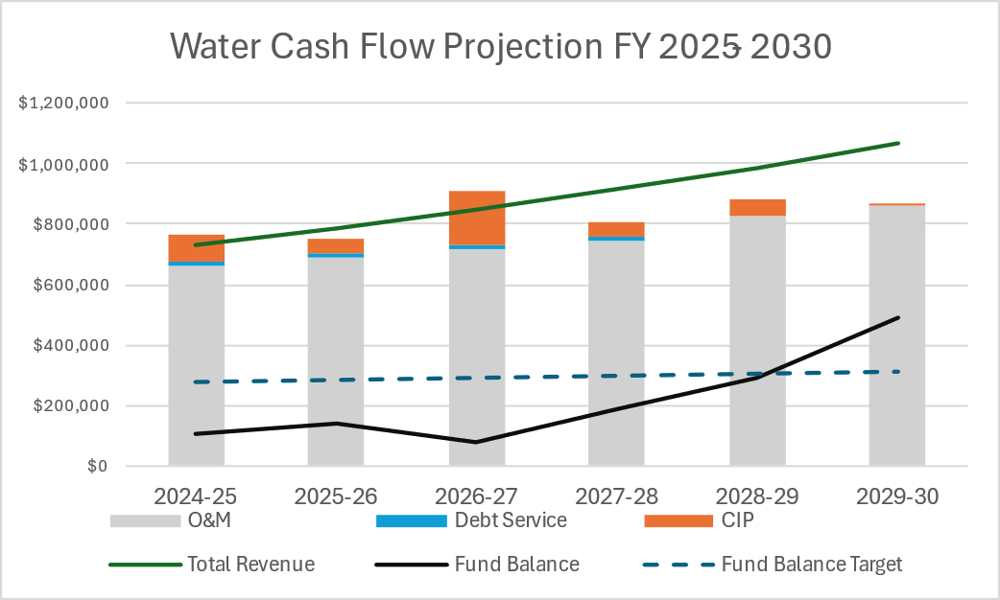 Water Cash Flow Projection FY 2025- 2030
$1,200,000
$1,000,000
$800,000
$600,000
$400,000
$200,000
$0
2024-25 2025-26 2026-27 2027-28 2028-29 2029-30
O&M Debt Service CIP
Total Revenue Fund Balance Fund Balance Target